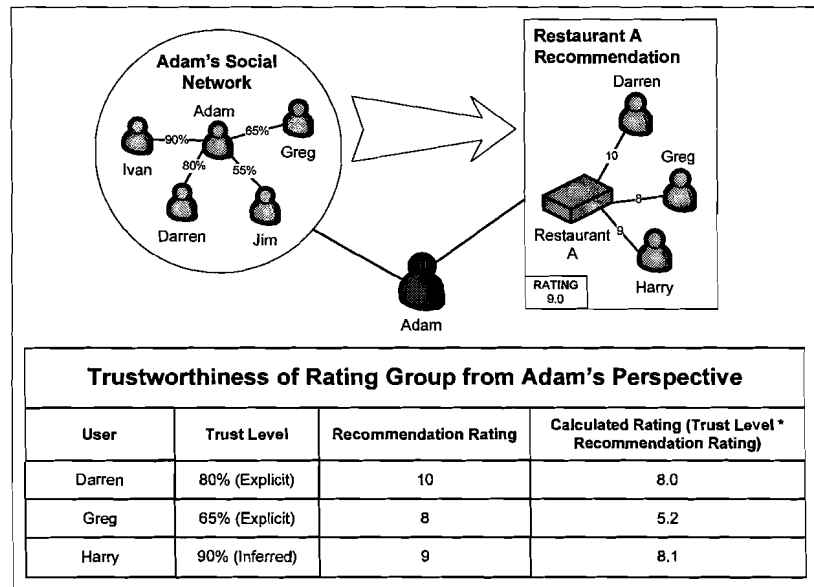 Adam's Social
Network
Adam
90%
65%
Ivan
Greg
80%
55%
Darren
Jim
Restaurant A
Recommendation
Darren
10
Greg
8
Restaurant
A
9
Harry
RATING
9.0
Adam
Trustworthiness of Rating Group from Adam's Perspective
User
Trust Level
Recommendation Rating
Calculated Rating (Trust Level *
Recommendation Rating)
Darren
80% (Explicit)
10
8.0
Greg
65% (Explicit)
8
5.2
Harry
90% (Inferred)
9
8.1